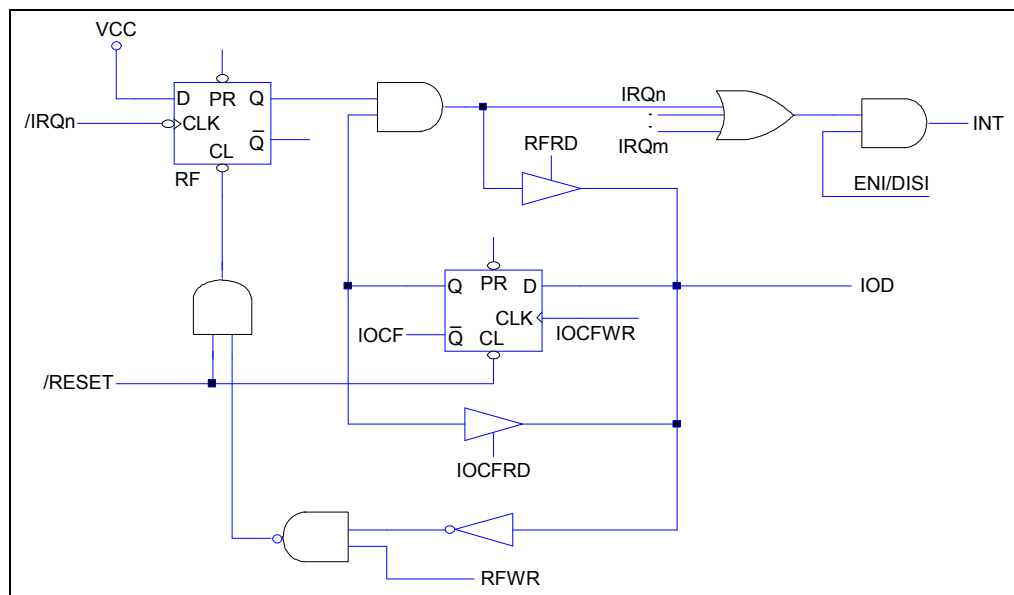 VCC
D PR Q
/IRQn
CLK
CL Q
RF
IRQn
IRQm
INT
RFRD
ENI/DISI
Q PR D
IOD
CLK
IOCF Q CL
IOCFWR
/RESET
IOCFRD
RFWR